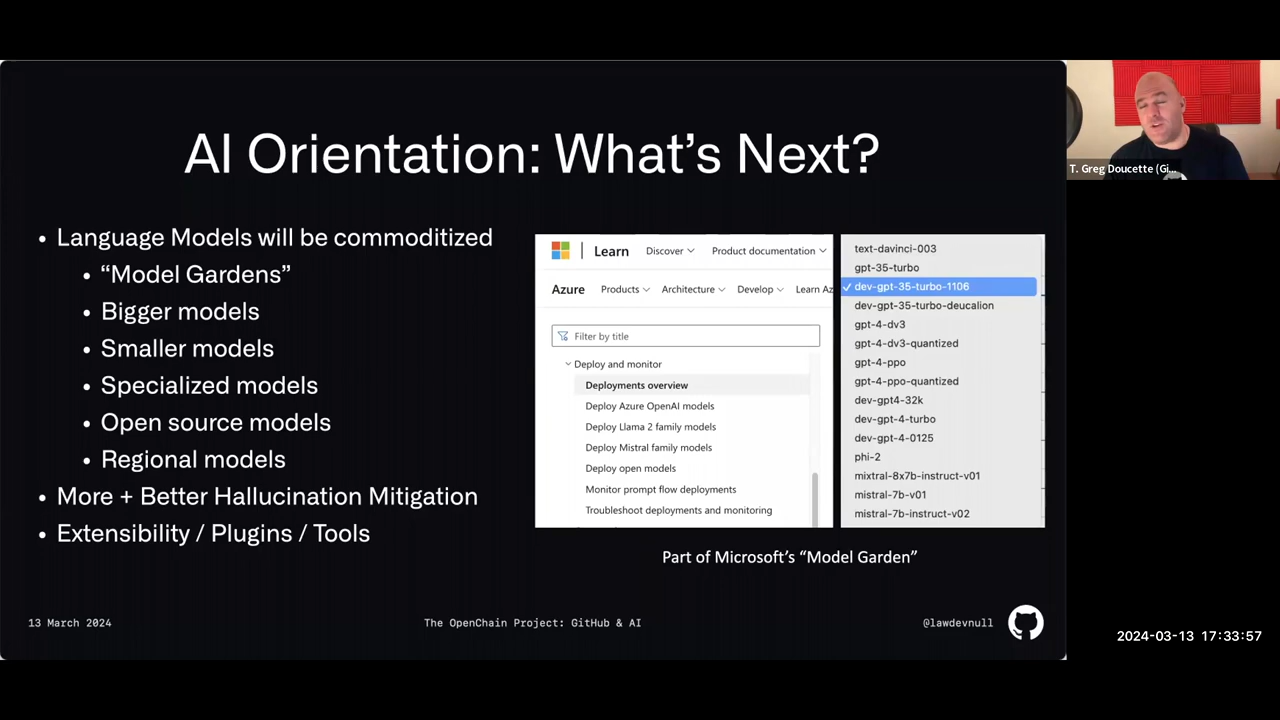 AI Orientation: What's Next?
• Language Models will be commoditized
• “Model Gardens”
• Bigger models
• Smaller models
• Specialized models
• Open source models
• Regional models
• More + Better Hallucination Mitigation
• Extensibility / Plugins / Tools
Learn Discover Product documentation
Azure Products Architecture Develop Learn Az
Filter by title
Deploy and monitor
Deployments overview
Deploy Azure OpenAI models
Deploy Llama 2 family models
Deploy Mistral family models
Deploy open models
Monitor prompt flow deployments
Troubleshoot deployments and monitoring
text-davinci-003
gpt-35-turbo
✓ dev-gpt-35-turbo-1106
dev-gpt-35-turbo-deucalion
gpt-4-dv3
gpt-4-dv3-quantized
gpt-4-ppo
gpt-4-ppo-quantized
dev-gpt4-32k
dev-gpt-4-turbo
dev-gpt-4-0125
phi-2
mixtral-8x7b-instruct-v01
mistral-7b-v01
mistral-7b-instruct-v02
Part of Microsoft's “Model Garden”
13 March 2024
The OpenChain Project: GitHub & AI
@lawdevnull
T. Greg Doucette (Gi...
2024-03-13 17:33:57